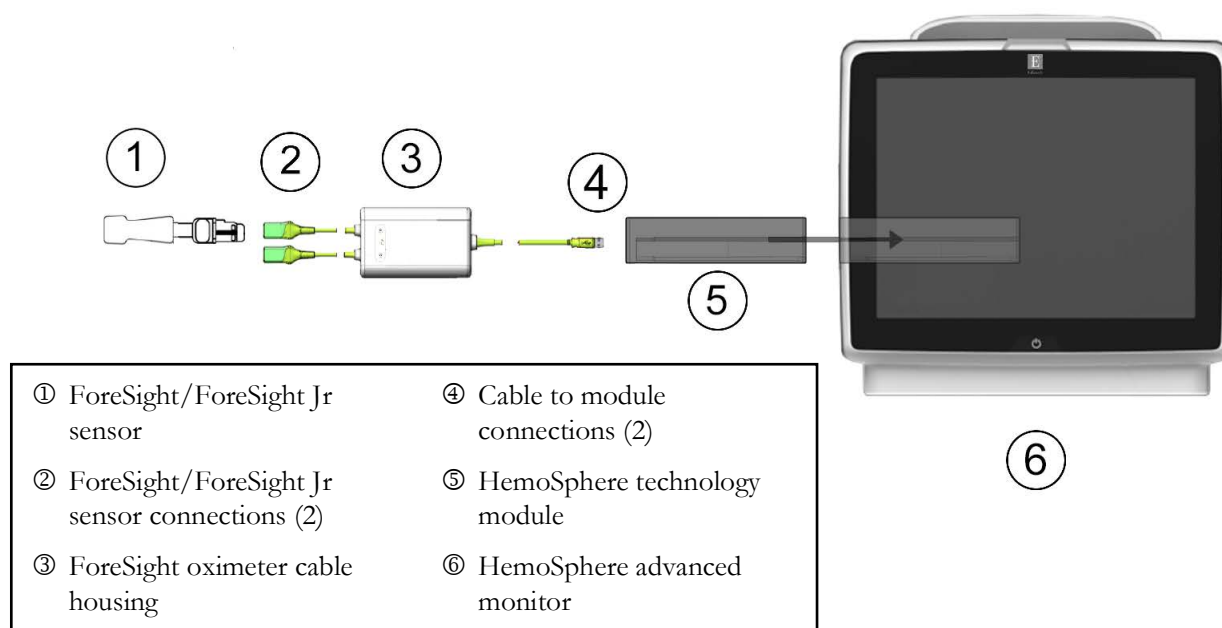 1
2
3
4
5
6
E
① ForeSight/ForeSight Jr
sensor
② ForeSight/ForeSight Jr
sensor connections (2)
③ ForeSight oximeter cable
housing
④ Cable to module
connections (2)
⑤ HemoSphere technology
module
⑥ HemoSphere advanced
monitor